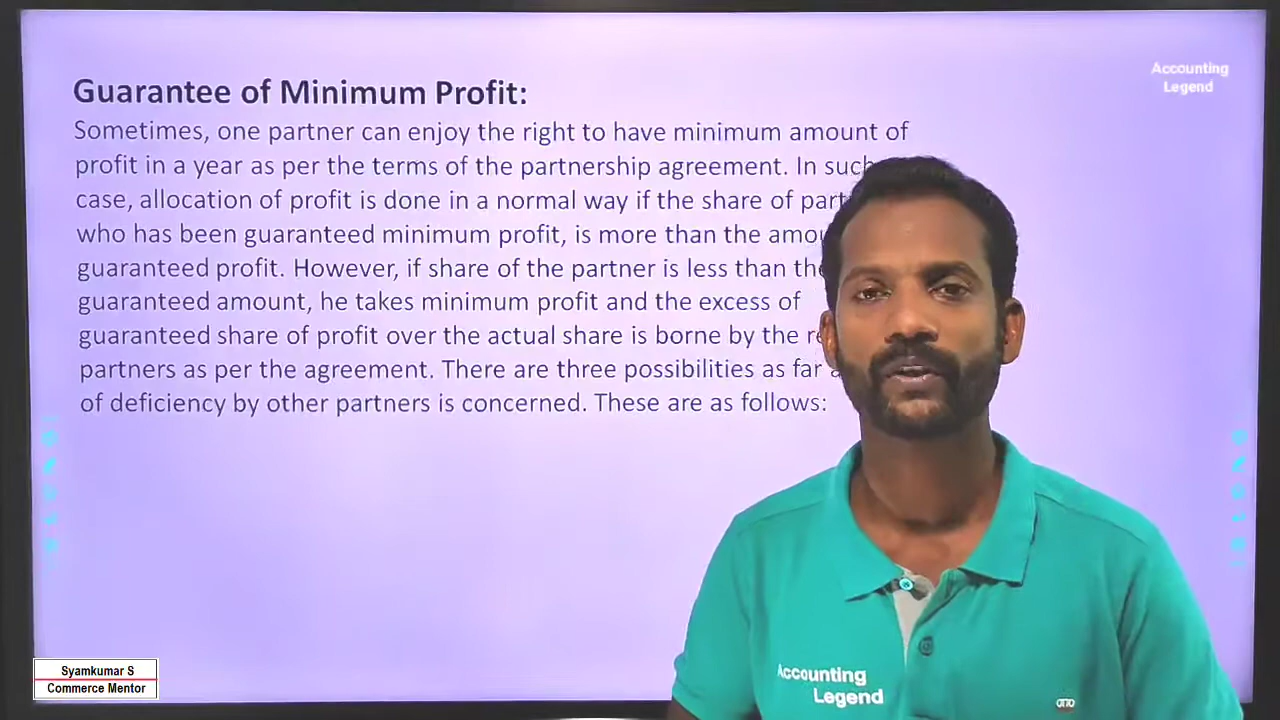 Guarantee of Minimum Profit:
Sometimes, one partner can enjoy the right to have minimum amount of
profit in a year as per the terms of the partnership agreement. In such
case, allocation of profit is done in a normal way if the share of
who has been guaranteed minimum profit, is more than the
guaranteed profit. However, if share of the partner is less than the
guaranteed amount, he takes minimum profit and the excess of
guaranteed share of profit over the actual share is borne by the
partners as per the agreement. There are three possibilities as far
of deficiency by other partners is concerned. These are as follows:
Accounting
Legend
Accounting
Legend
OTTO
Syamkumar S
Commerce Mentor